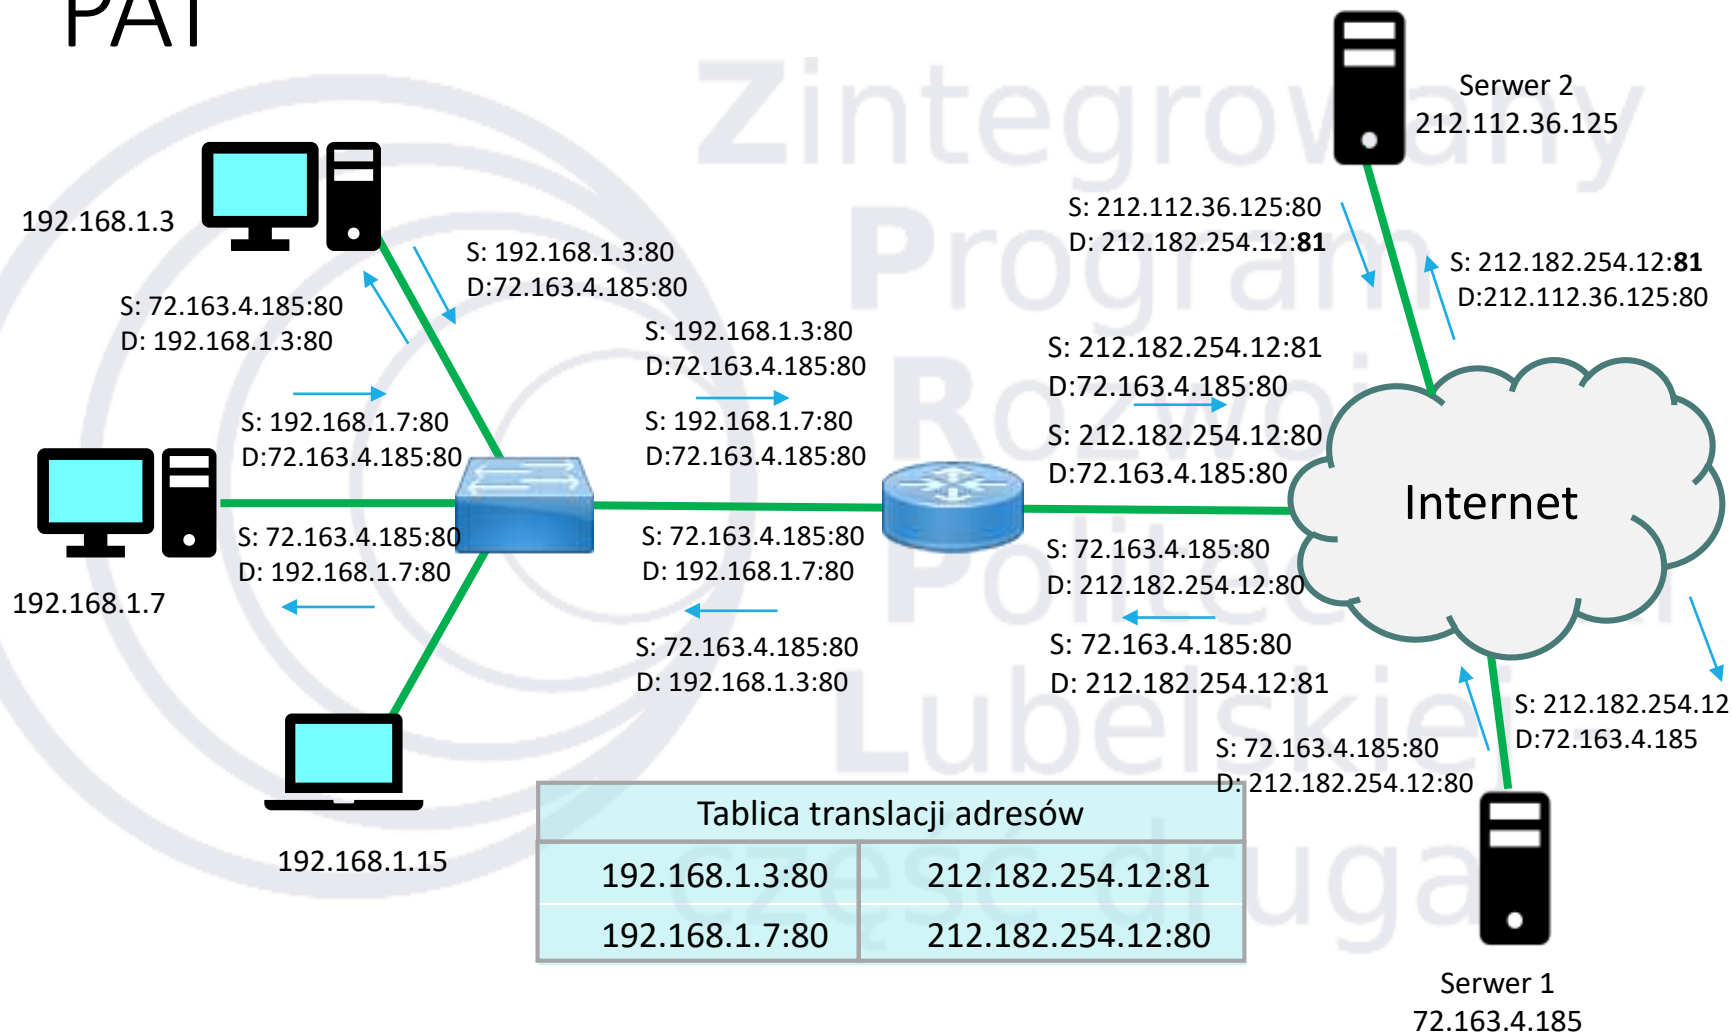 PAT
Zintegrowany
Program
Rozwoju
Politechniki
Lubelskiej -
część druga
Serwer 2
212.112.36.125
192.168.1.3
S: 192.168.1.3:80
D:72.163.4.185:80
S: 72.163.4.185:80
D: 192.168.1.3:80
S: 212.112.36.125:80
D: 212.182.254.12:81
S: 212.182.254.12:81
D:212.112.36.125:80
S: 192.168.1.3:80
D:72.163.4.185:80
S: 192.168.1.7:80
D:72.163.4.185:80
S: 212.182.254.12:81
D:72.163.4.185:80
S: 212.182.254.12:80
D:72.163.4.185:80
S: 192.168.1.7:80
D:72.163.4.185:80
Internet
S: 72.163.4.185:80
D: 192.168.1.7:80
192.168.1.7
S: 72.163.4.185:80
D: 192.168.1.7:80
S: 72.163.4.185:80
D: 192.168.1.3:80
S: 72.163.4.185:80
D: 212.182.254.12:80
S: 72.163.4.185:80
D: 212.182.254.12:81
S: 212.182.254.12
D:72.163.4.185
S: 72.163.4.185:80
D: 212.182.254.12:80
192.168.1.15
Tablica translacji adresów
192.168.1.3:80 212.182.254.12:81
192.168.1.7:80 212.182.254.12:80
Serwer 1
72.163.4.185